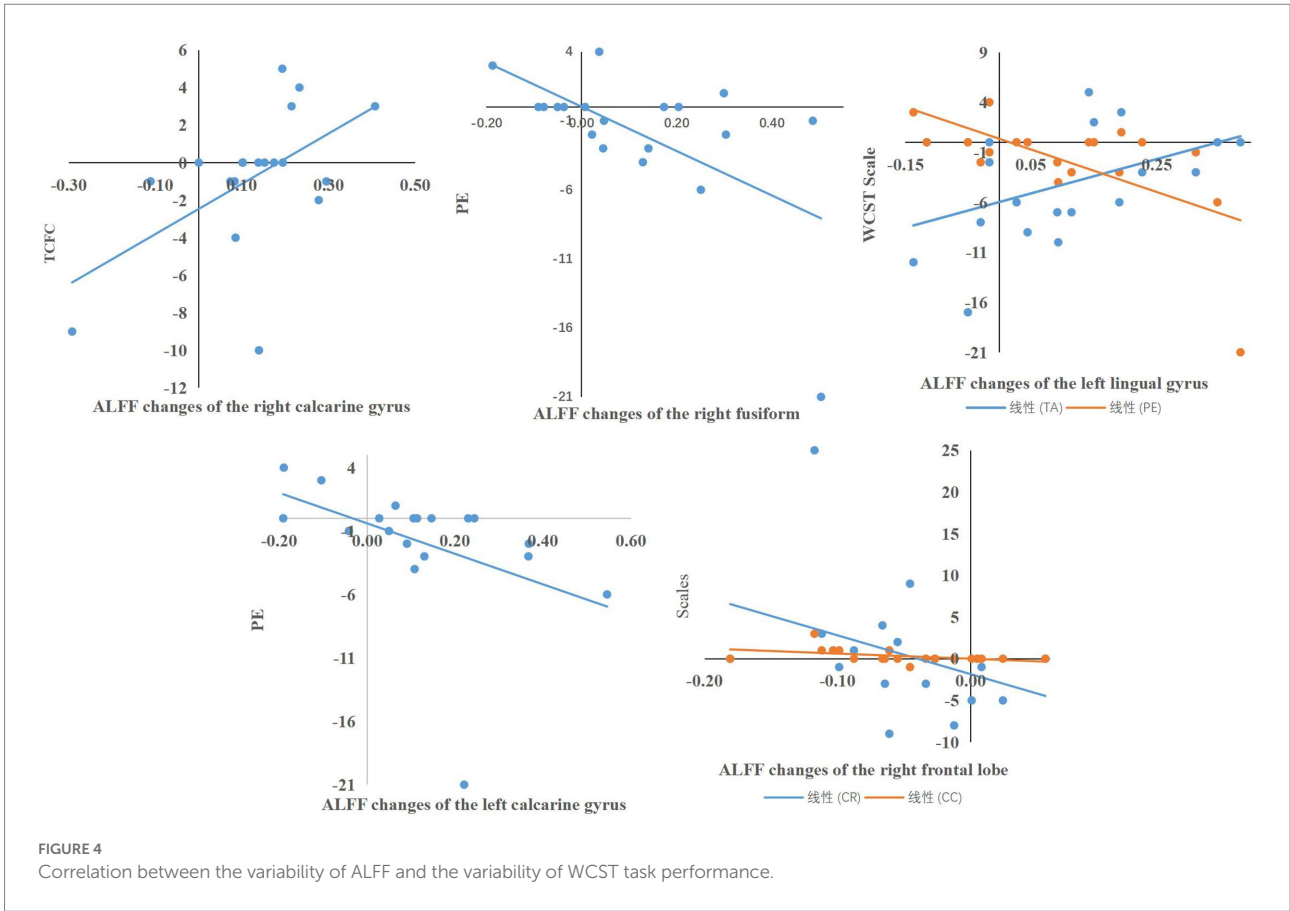 6
4
2
0
-2
-4
-6
-8
-10
-12
-0.30 -0.10 0.10 0.30 0.50
TCFC
ALFF changes of the right calcarine gyrus
4
-1
-6
-11
-16
-21
-0.20 0.00 0.20 0.40
PE
ALFF changes of the right fusiform
9
4
-1
-6
-11
-16
-21
-0.15 0.05 0.25
WCST Scale
ALFF changes of the left lingual gyrus
线性 (TA) 线性 (PE)
4
-1
-6
-11
-16
-21
-0.20 0.00 0.20 0.40 0.60
PE
ALFF changes of the left calcarine gyrus
25
20
15
10
5
0
-5
-10
-0.20 -0.10 0.00
Scales
ALFF changes of the right frontal lobe
线性 (CR) 线性 (CC)
FIGURE 4
Correlation between the variability of ALFF and the variability of WCST task performance.